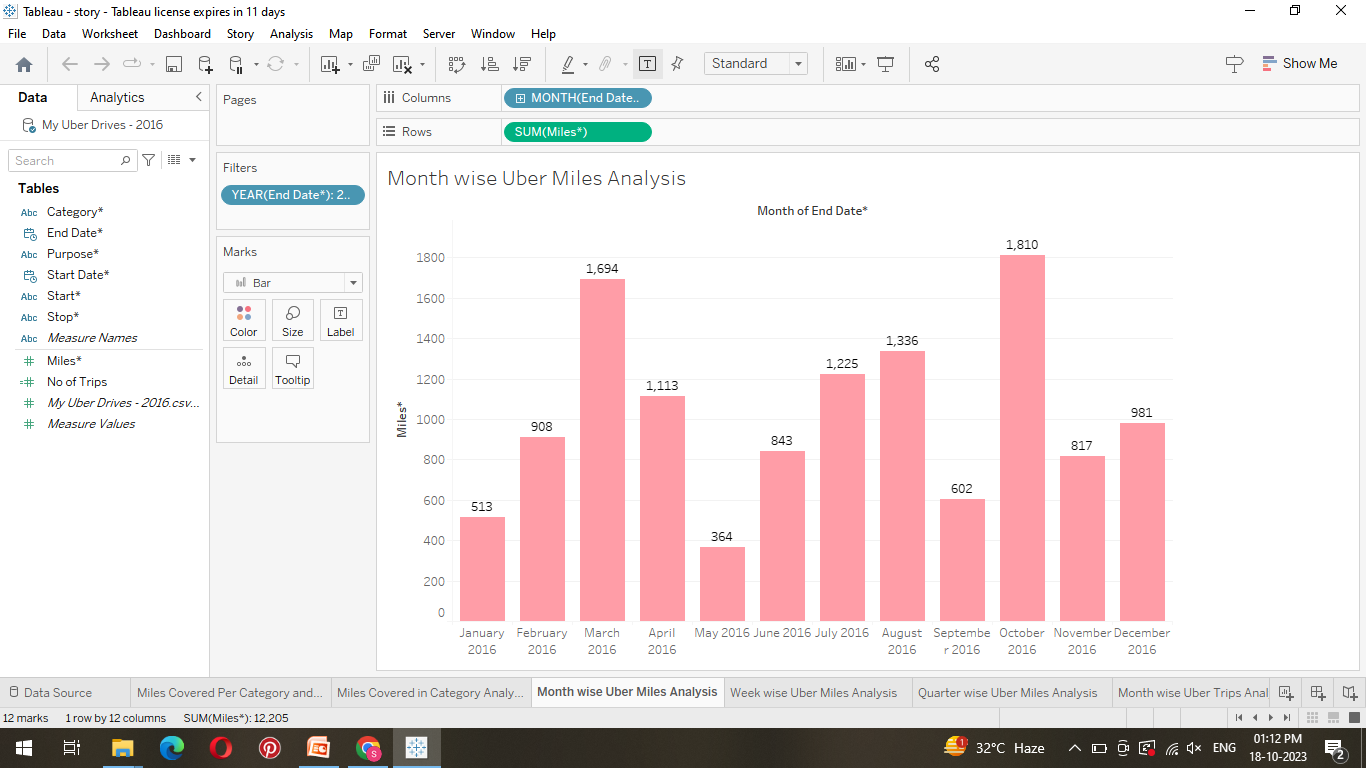 Tableau - story - Tableau license expires in 11 days
File Data Worksheet Dashboard Story Analysis Map Format Server Window Help
Standard
Show Me
Data Analytics
My Uber Drives - 2016
Search
Tables
Abc Category*
End Date*
Abc Purpose*
Start Date*
Abc Start*
Abc Stop*
Abc Measure Names
# Miles*
=# No of Trips
# My Uber Drives - 2016.csv...
# Measure Values
Pages
Filters
YEAR(End Date*): 2..
Marks
Bar
Color Size Label
Detail Tooltip
Columns MONTH(End Date..
Rows SUM(Miles*)
Month wise Uber Miles Analysis
Month of End Date*
Miles*
1800
1600
1400
1200
1000
800
600
400
200
0
513
908
1,694
1,113
364
843
1,225
1,336
602
1,810
817
981
January
2016
February
2016
March
2016
April
2016
May 2016
June 2016
July 2016
August
2016
Septembe
r 2016
October
2016
November
2016
December
2016
Data Source
Miles Covered Per Category and...
Miles Covered in Category Analy...
Month wise Uber Miles Analysis
Week wise Uber Miles Analysis
Quarter wise Uber Miles Analysis
Month wise Uber Trips Anal
12 marks 1 row by 12 columns SUM(Miles*): 12,205
S
1
32°C Haze
ENG
01:12 PM
18-10-2023
2